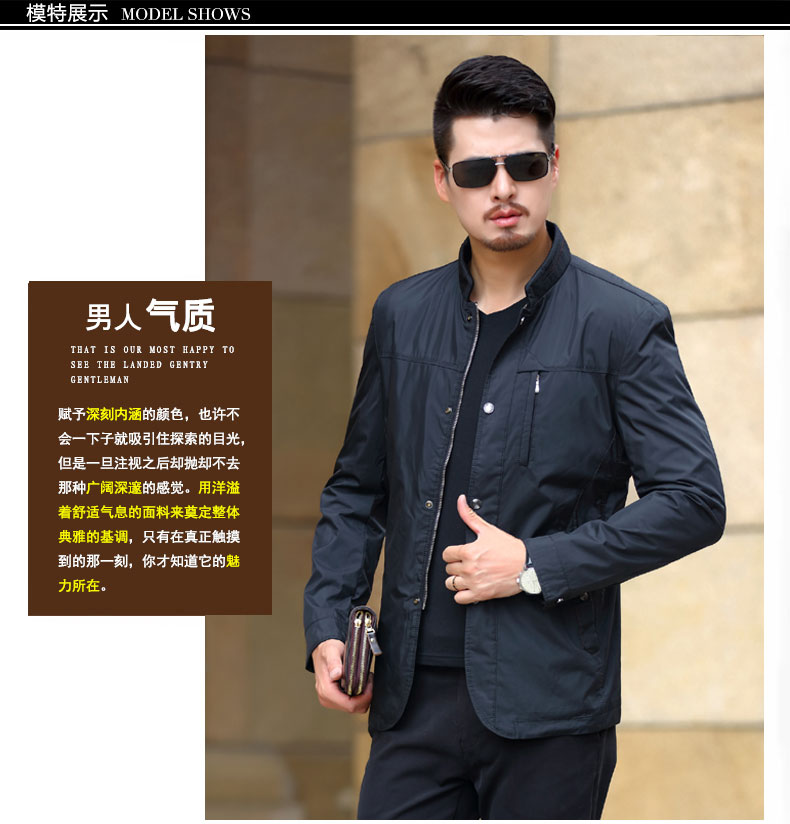 模特展示 MODEL SHOWS
男人气质
THAT IS OUR MOST HAPPY TO
SEE THE LANDED GENTRY
GENTLEMAN
赋予深刻内涵的颜色，也许不
会一下子就吸引住探索的目光，
但是一旦注视之后却抛却不去
那种广阔深邃的感觉。用洋溢
着舒适气息的面料来奠定整体
典雅的基调，只有在真正触摸
到的那一刻，你才知道它的魅
力所在。